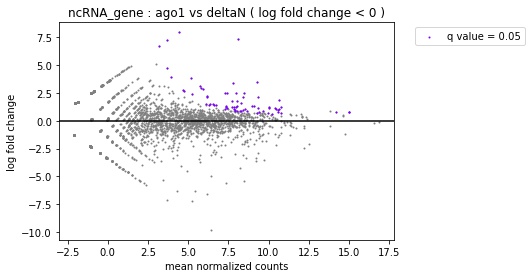 ncRNA_gene : ago1 vs deltaN ( log fold change < 0 )
q value = 0.05
7.5
5.0
2.5
0.0
−2.5
−5.0
−7.5
−10.0
log fold change
−2.5 0.0 2.5 5.0 7.5 10.0 12.5 15.0 17.5
mean normalized counts